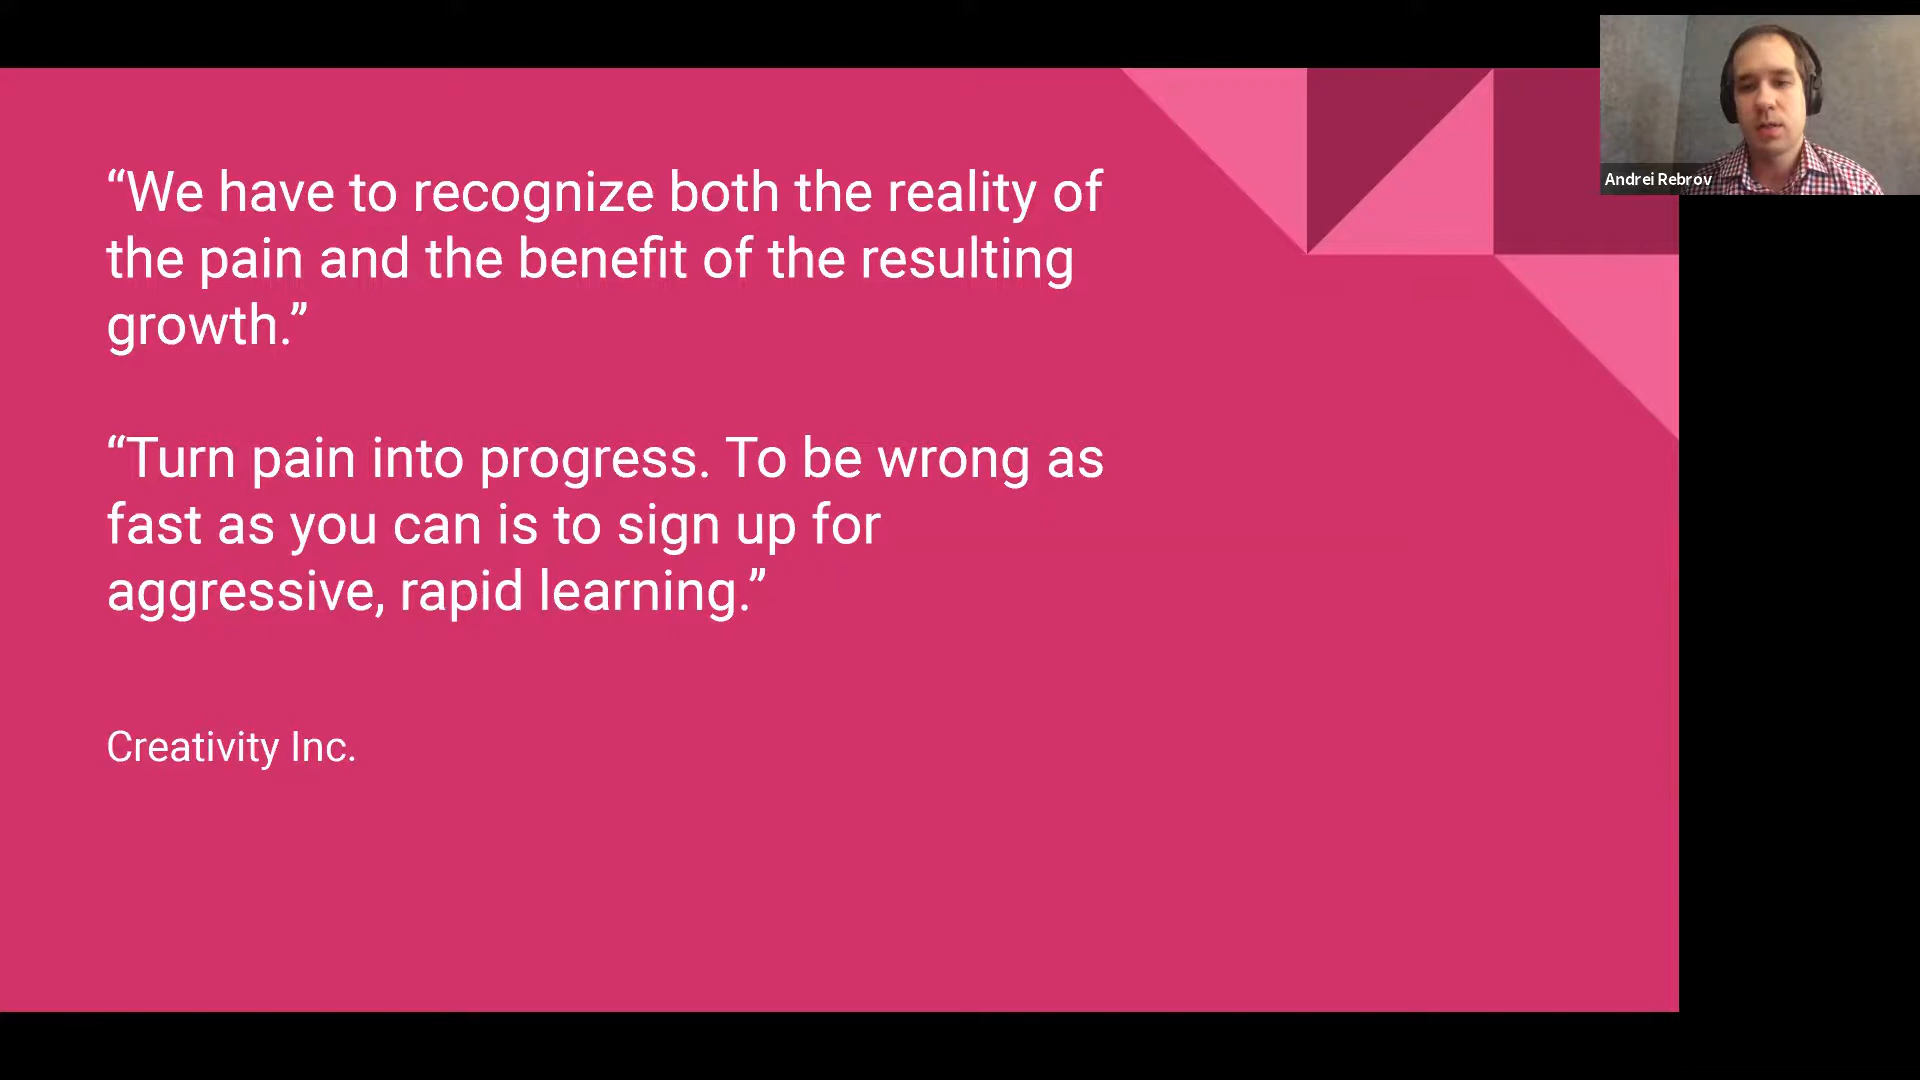 “We have to recognize both the reality of
the pain and the benefit of the resulting
growth.”
“Turn pain into progress. To be wrong as
fast as you can is to sign up for
aggressive, rapid learning.”
Creativity Inc.
Andrei Rebrov